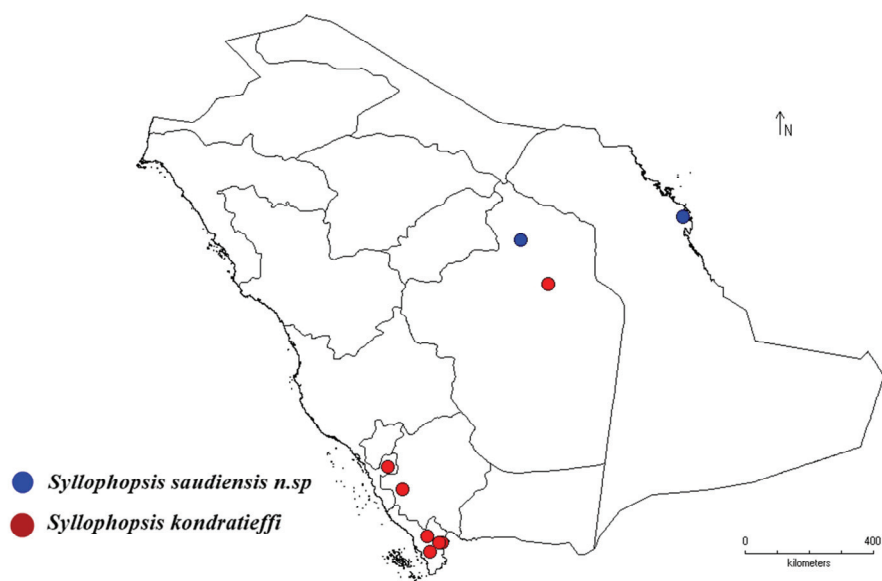 N
Syllophopsis saudiensis n.sp
Syllophopsis kondratieffi
0 400
kilometers